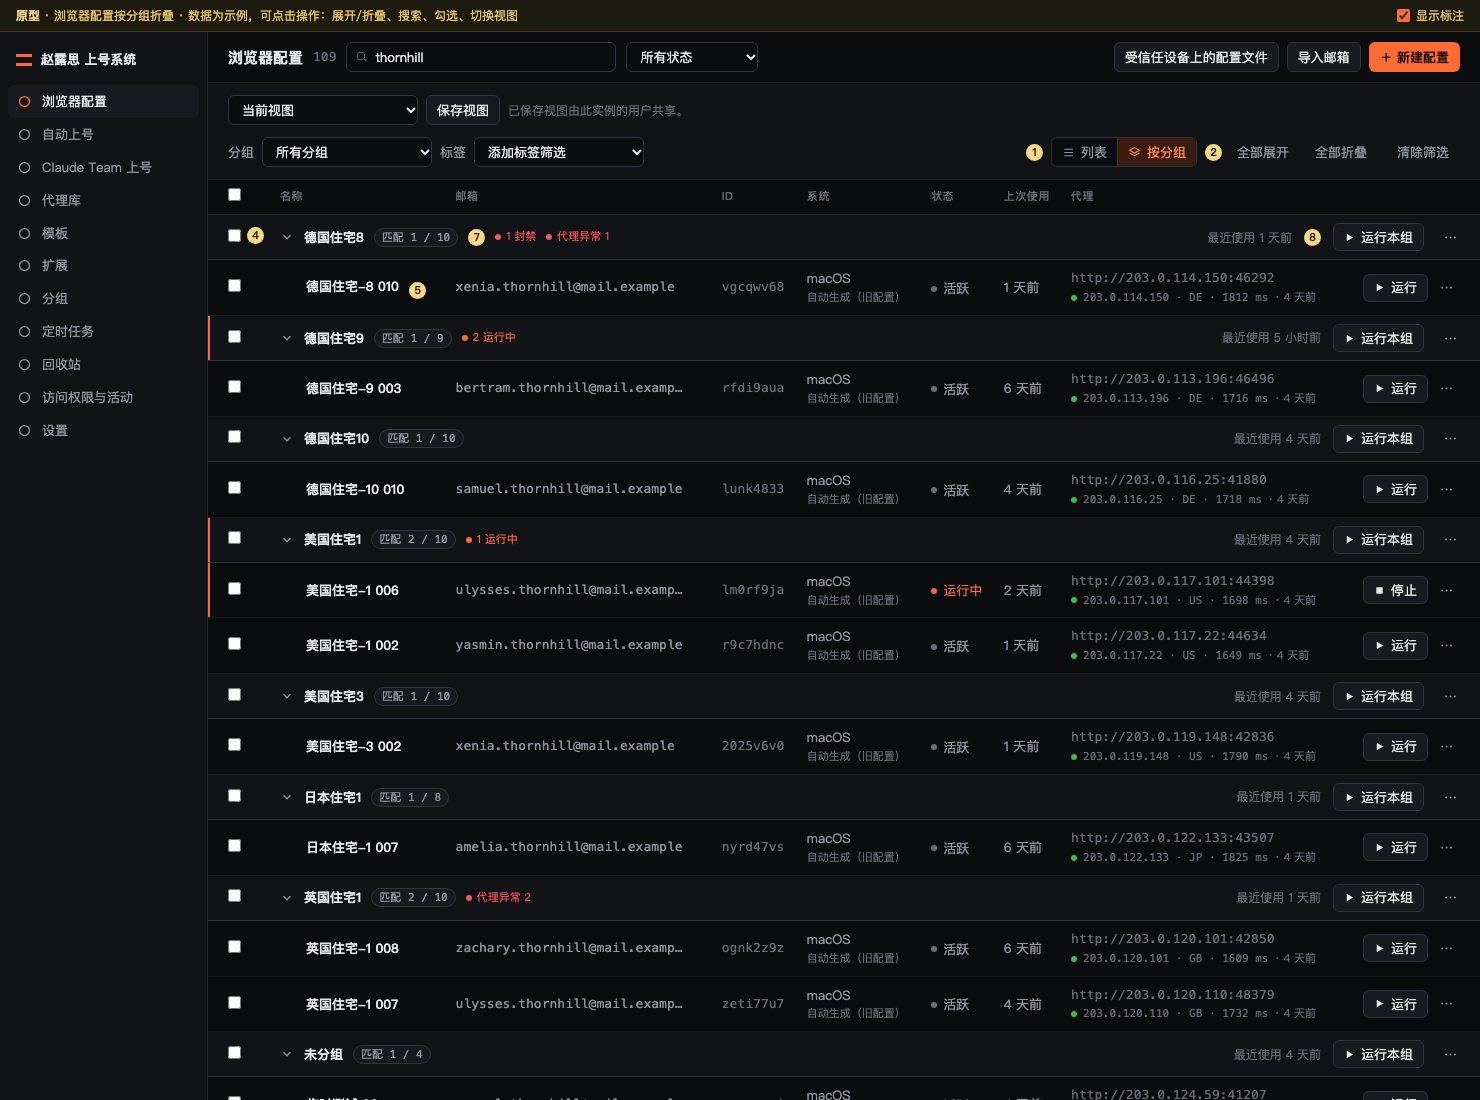 原型 · 浏览器配置按分组折叠 · 数据为示例，可点击操作：展开/折叠、搜索、勾选、切换视图
显示标注
赵露思 上号系统
浏览器配置
自动上号
Claude Team 上号
代理库
模板
扩展
分组
定时任务
回收站
访问权限与活动
设置
浏览器配置 109 thornhill 所有状态 受信任设备上的配置文件 导入邮箱 + 新建配置
当前视图 保存视图 已保存视图由此实例的用户共享。
分组 所有分组 标签 添加标签筛选 1 列表 按分组 2 全部展开 全部折叠 清除筛选
名称 邮箱 ID 系统 状态 上次使用 代理
4 德国住宅8 匹配 1 / 10 7 1 封禁 代理异常 1 最近使用 1 天前 8 运行本组 ···
德国住宅-8 010 5 xenia.thornhill@mail.example vgcqwv68 macOS 活跃 1 天前 http://203.0.114.150:46292 运行 ···
自动生成（旧配置） 203.0.114.150 · DE · 1812 ms · 4 天前
德国住宅9 匹配 1 / 9 2 运行中 最近使用 5 小时前 运行本组 ···
德国住宅-9 003 bertram.thornhill@mail.examp… rfdi9aua macOS 活跃 6 天前 http://203.0.113.196:46496 运行 ···
自动生成（旧配置） 203.0.113.196 · DE · 1716 ms · 4 天前
德国住宅10 匹配 1 / 10 最近使用 4 天前 运行本组 ···
德国住宅-10 010 samuel.thornhill@mail.example lunk4833 macOS 活跃 4 天前 http://203.0.116.25:41880 运行 ···
自动生成（旧配置） 203.0.116.25 · DE · 1718 ms · 4 天前
美国住宅1 匹配 2 / 10 1 运行中 最近使用 4 天前 运行本组 ···
美国住宅-1 006 ulysses.thornhill@mail.examp… lm0rf9ja macOS 运行中 2 天前 http://203.0.117.101:44398 停止 ···
自动生成（旧配置） 203.0.117.101 · US · 1698 ms · 4 天前
美国住宅-1 002 yasmin.thornhill@mail.example r9c7hdnc macOS 活跃 1 天前 http://203.0.117.22:44634 运行 ···
自动生成（旧配置） 203.0.117.22 · US · 1649 ms · 4 天前
美国住宅3 匹配 1 / 10 最近使用 4 天前 运行本组 ···
美国住宅-3 002 xenia.thornhill@mail.example 2025v6v0 macOS 活跃 1 天前 http://203.0.119.148:42836 运行 ···
自动生成（旧配置） 203.0.119.148 · US · 1790 ms · 4 天前
日本住宅1 匹配 1 / 8 最近使用 1 天前 运行本组 ···
日本住宅-1 007 amelia.thornhill@mail.example nyrd47vs macOS 活跃 6 天前 http://203.0.122.133:43507 运行 ···
自动生成（旧配置） 203.0.122.133 · JP · 1825 ms · 4 天前
英国住宅1 匹配 2 / 10 代理异常 2 最近使用 1 天前 运行本组 ···
英国住宅-1 008 zachary.thornhill@mail.examp… ognk2z9z macOS 活跃 6 天前 http://203.0.120.101:42850 运行 ···
自动生成（旧配置） 203.0.120.101 · GB · 1609 ms · 4 天前
英国住宅-1 007 ulysses.thornhill@mail.examp… zeti77u7 macOS 活跃 4 天前 http://203.0.120.110:48379 运行 ···
自动生成（旧配置） 203.0.120.110 · GB · 1732 ms · 4 天前
未分组 匹配 1 / 4 最近使用 4 天前 运行本组 ···
macOS http://203.0.124.59:41207